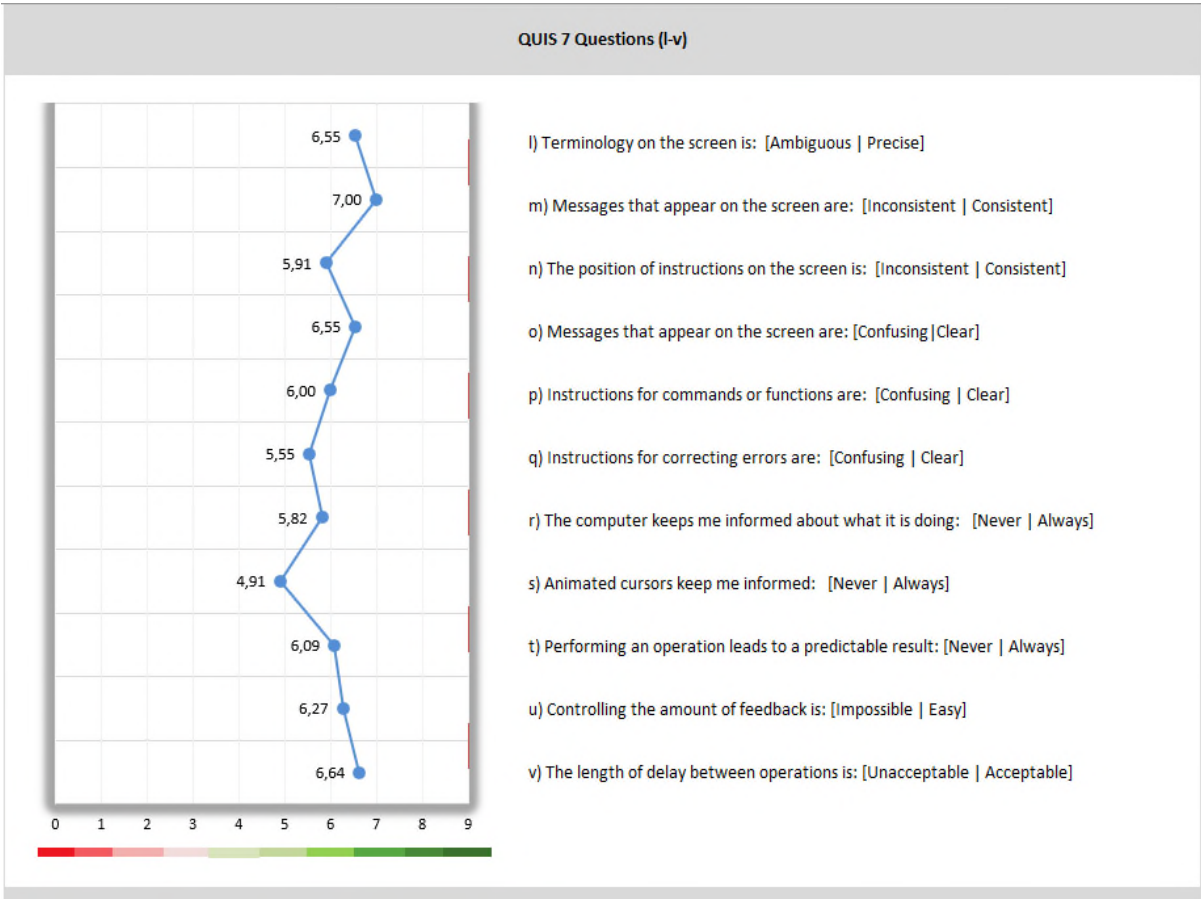 QUIS 7 Questions (l-v)
6,55 l) Terminology on the screen is: [Ambiguous | Precise]
7,00 m) Messages that appear on the screen are: [Inconsistent | Consistent]
5,91 n) The position of instructions on the screen is: [Inconsistent | Consistent]
6,55 o) Messages that appear on the screen are: [Confusing|Clear]
6,00 p) Instructions for commands or functions are: [Confusing | Clear]
5,55 q) Instructions for correcting errors are: [Confusing | Clear]
5,82 r) The computer keeps me informed about what it is doing: [Never | Always]
4,91 s) Animated cursors keep me informed: [Never | Always]
6,09 t) Performing an operation leads to a predictable result: [Never | Always]
6,27 u) Controlling the amount of feedback is: [Impossible | Easy]
6,64 v) The length of delay between operations is: [Unacceptable | Acceptable]
0 1 2 3 4 5 6 7 8 9